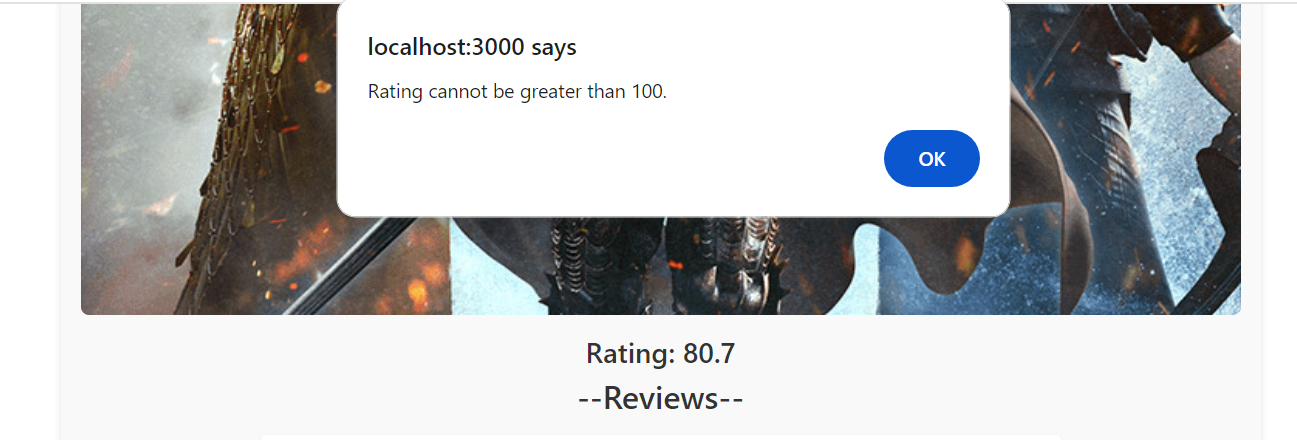 localhost:3000 says
Rating cannot be greater than 100.
OK
Rating: 80.7
--Reviews--